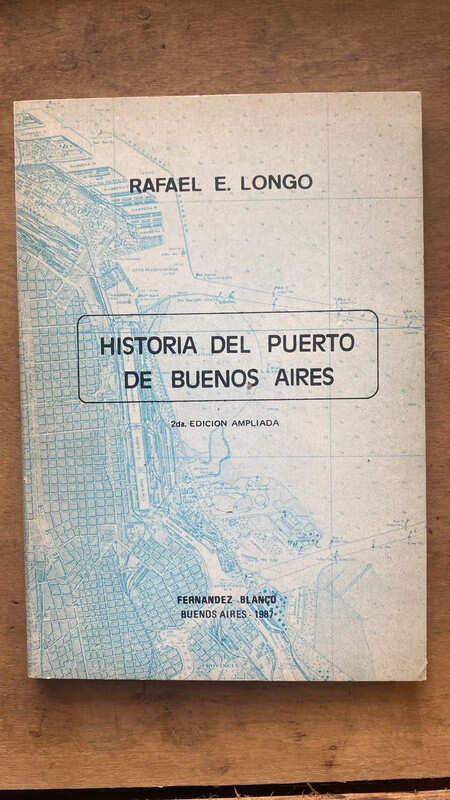 RAFAEL E. LONGO
HISTORIA DEL PUERTO
DE BUENOS AIRES
2da. EDICION AMPLIADA
FERNANDEZ BLANCO
BUENOS AIRES - 1987